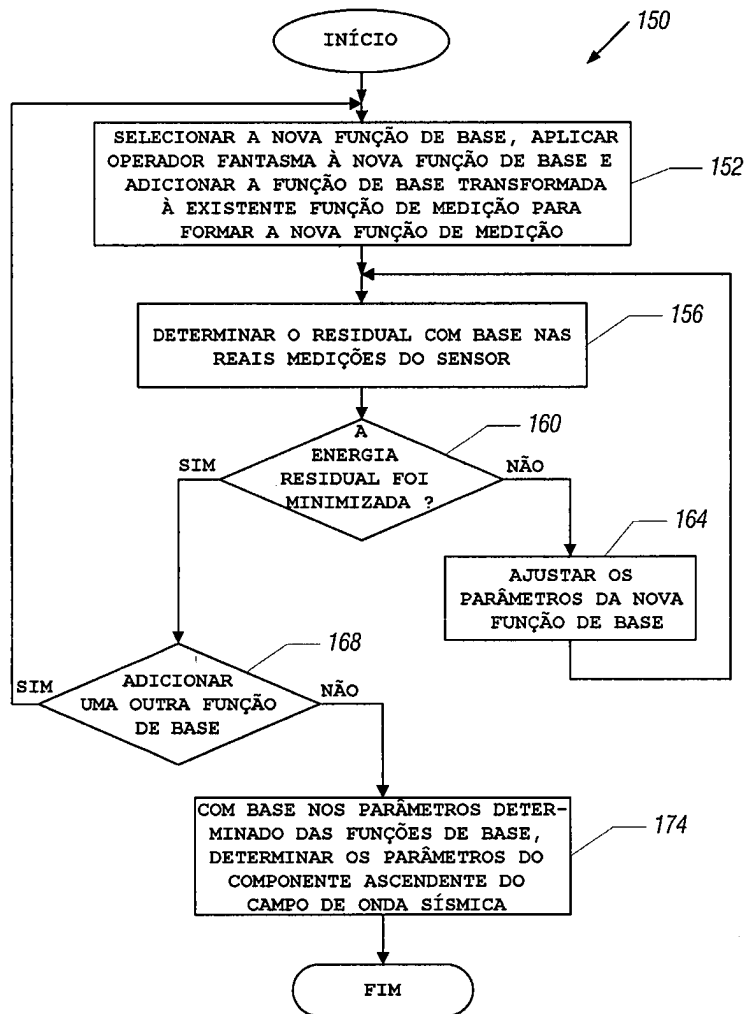 INÍCIO
150
SELECIONAR A NOVA FUNÇÃO DE BASE, APLICAR
OPERADOR FANTASMA À NOVA FUNÇÃO DE BASE E
ADICIONAR A FUNÇÃO DE BASE TRANSFORMADA
À EXISTENTE FUNÇÃO DE MEDIÇÃO PARA
FORMAR A NOVA FUNÇÃO DE MEDIÇÃO
152
DETERMINAR O RESIDUAL COM BASE NAS
REAIS MEDIÇÕES DO SENSOR
156
A
ENERGIA
RESIDUAL FOI
MINIMIZADA ?
160
SIM
NÃO
AJUSTAR OS
PARÂMETROS DA NOVA
FUNÇÃO DE BASE
164
ADICIONAR
UMA OUTRA FUNÇÃO
DE BASE
168
SIM
NÃO
COM BASE NOS PARÂMETROS DETER-
MINADO DAS FUNÇÕES DE BASE,
DETERMINAR OS PARÂMETROS DO
COMPONENTE ASCENDENTE DO
CAMPO DE ONDA SÍSMICA
174
FIM